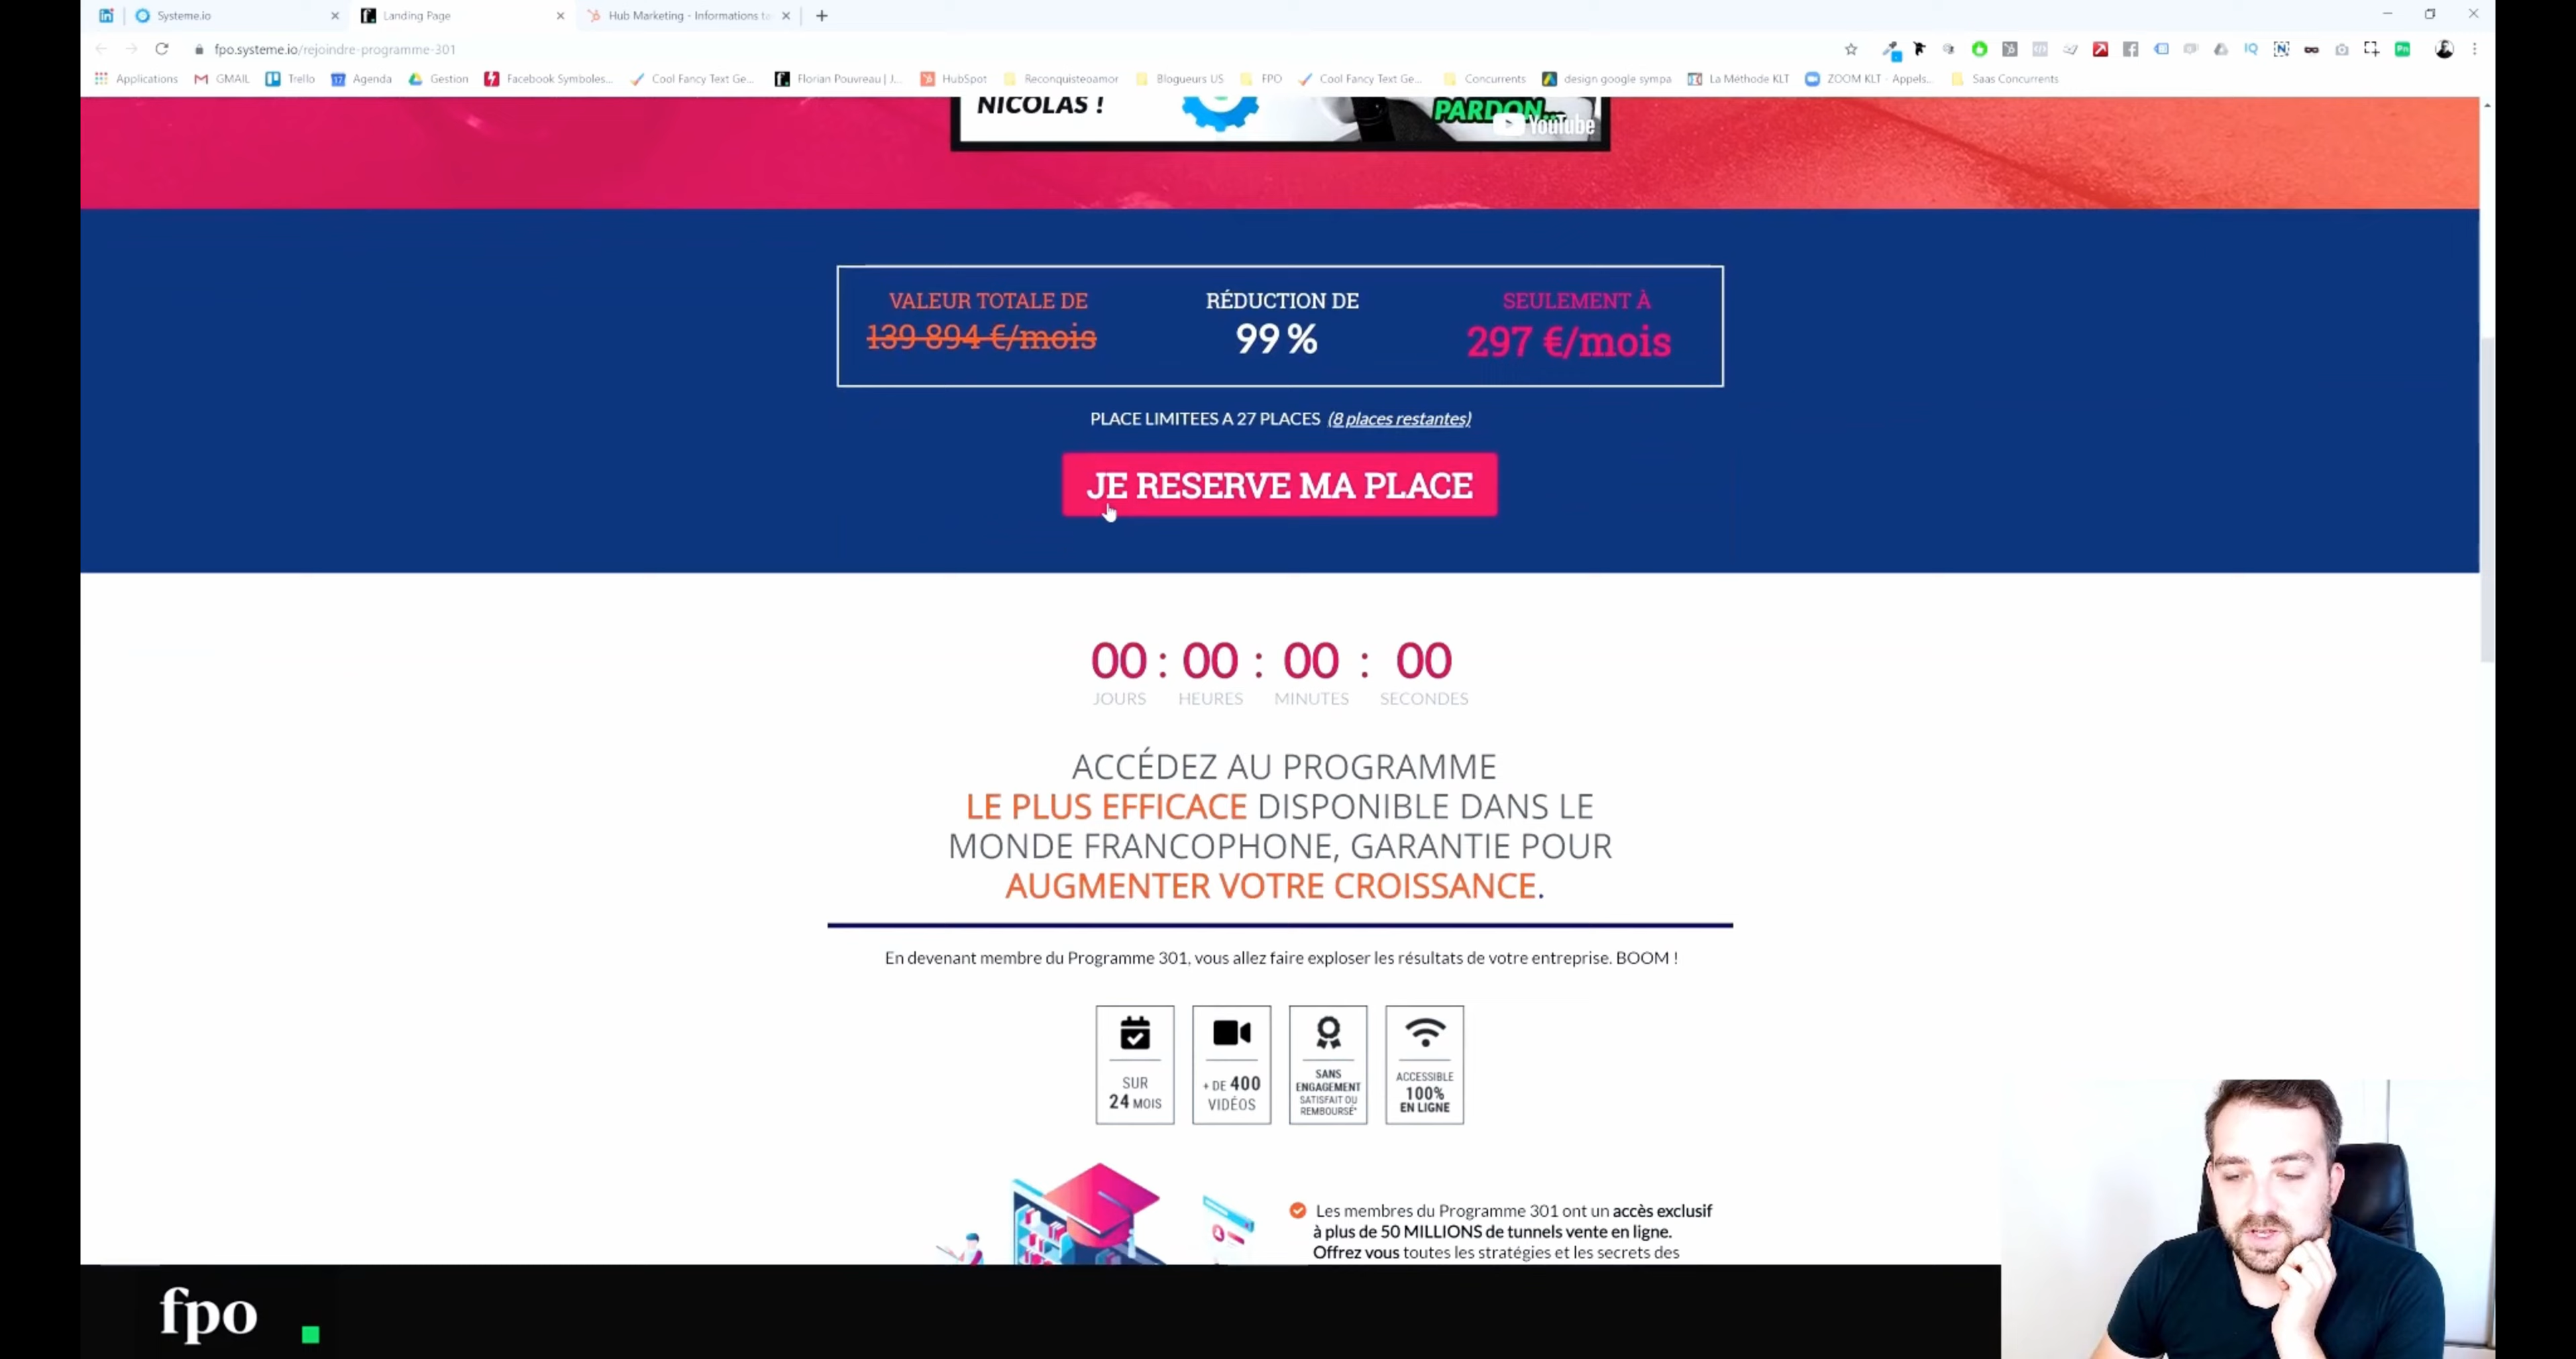 Systeme.io
Landing Page
Hub Marketing - Informations ta
fpo.systeme.io/rejoindre-programme-301
Applications
GMAIL
Trello
Agenda
Gestion
Facebook Symboles...
Cool Fancy Text Ge...
Florian Pouvreau | J...
HubSpot
Reconquisteoamor
Blogueurs US
FPO
Cool Fancy Text Ge...
Concurrents
design google sympa
La Méthode KLT
ZOOM KLT - Appels...
Saas Concurrents
NICOLAS !
PARDON...
YouTube
VALEUR TOTALE DE
139 894 €/mois
RÉDUCTION DE
99 %
SEULEMENT À
297 €/mois
PLACE LIMITEES A 27 PLACES (8 places restantes)
JE RESERVE MA PLACE
00 : 00 : 00 : 00
JOURS HEURES MINUTES SECONDES
ACCÉDEZ AU PROGRAMME
LE PLUS EFFICACE DISPONIBLE DANS LE
MONDE FRANCOPHONE, GARANTIE POUR
AUGMENTER VOTRE CROISSANCE.
En devenant membre du Programme 301, vous allez faire exploser les résultats de votre entreprise. BOOM !
SUR
24 MOIS
+ DE 400
VIDÉOS
SANS
ENGAGEMENT
SATISFAIT OU
REMBOURSÉ*
ACCESSIBLE
100%
EN LIGNE
Les membres du Programme 301 ont un accès exclusif
à plus de 50 MILLIONS de tunnels vente en ligne.
Offrez vous toutes les stratégies et les secrets des
fpo